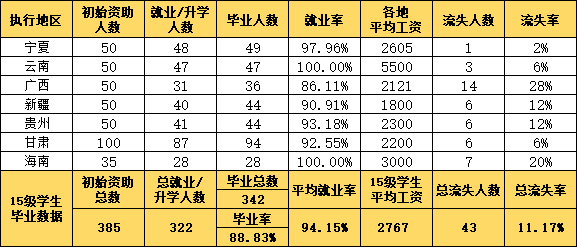 执行地区 初始资助人数 就业/升学人数 毕业人数 就业率 各地平均工资 流失人数 流失率
宁夏 50 48 49 97.96% 2605 1 2%
云南 50 47 47 100.00% 5500 3 6%
广西 50 31 36 86.11% 2121 14 28%
新疆 50 40 44 90.91% 1800 6 12%
贵州 50 41 44 93.18% 2300 6 12%
甘肃 100 87 94 92.55% 2200 6 6%
海南 35 28 28 100.00% 3000 7 20%
15级学生毕业数据 初始资助总数 总就业/升学人数 毕业总数 平均就业率 15级学生平均工资 总流失人数 总流失率
342
385 322 毕业率 94.15% 2767 43 11.17%
88.83%